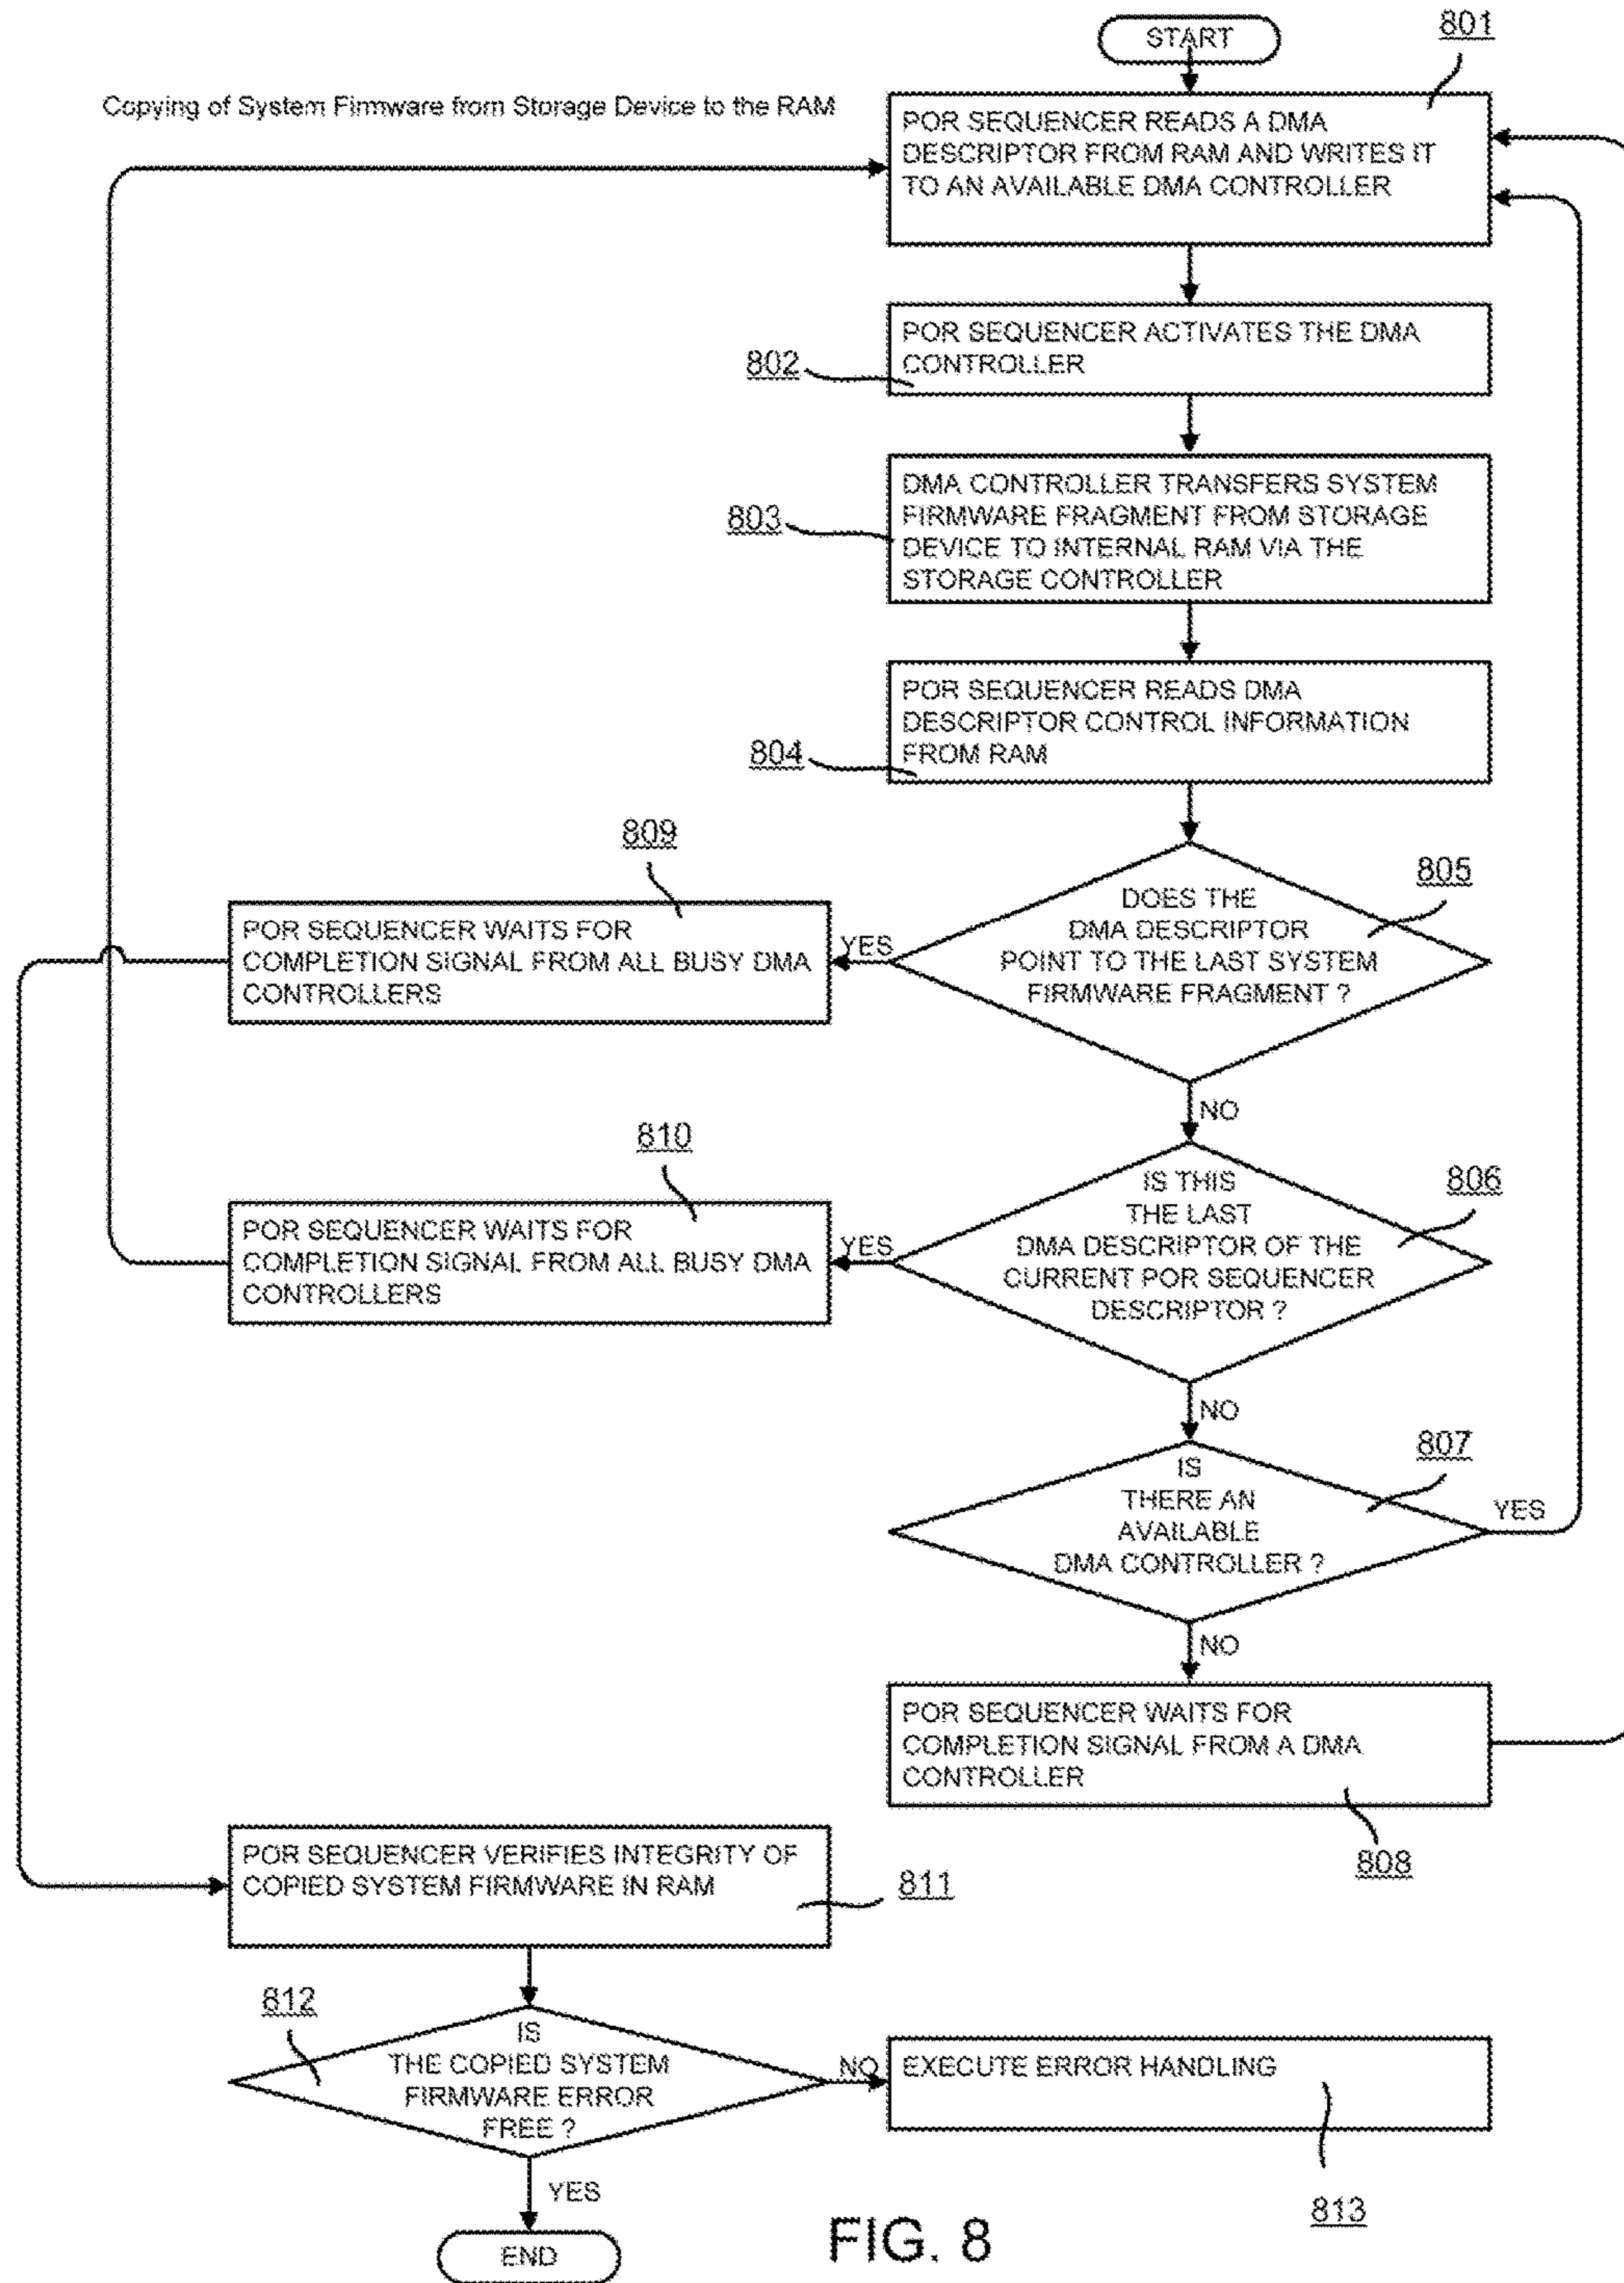 START
801
Copying of System Firmware from Storage Device to the RAM
POR SEQUENCER READS A DMA
DESCRIPTOR FROM RAM AND WRITES IT
TO AN AVAILABLE DMA CONTROLLER
POR SEQUENCER ACTIVATES THE DMA
CONTROLLER
802
DMA CONTROLLER TRANSFERS SYSTEM
FIRMWARE FRAGMENT FROM STORAGE
DEVICE TO INTERNAL RAM VIA THE
STORAGE CONTROLLER
803
POR SEQUENCER READS DMA
DESCRIPTOR CONTROL INFORMATION
FROM RAM
804
809
805
DOES THE
DMA DESCRIPTOR
POINT TO THE LAST SYSTEM
FIRMWARE FRAGMENT ?
YES
POR SEQUENCER WAITS FOR
COMPLETION SIGNAL FROM ALL BUSY DMA
CONTROLLERS
NO
810
806
IS THIS
THE LAST
DMA DESCRIPTOR OF THE
CURRENT POR SEQUENCER
DESCRIPTOR ?
YES
POR SEQUENCER WAITS FOR
COMPLETION SIGNAL FROM ALL BUSY DMA
CONTROLLERS
NO
807
IS
THERE AN
AVAILABLE
DMA CONTROLLER ?
YES
NO
POR SEQUENCER WAITS FOR
COMPLETION SIGNAL FROM A DMA
CONTROLLER
808
POR SEQUENCER VERIFIES INTEGRITY OF
COPIED SYSTEM FIRMWARE IN RAM
811
812
IS
THE COPIED SYSTEM
FIRMWARE ERROR
FREE ?
NO
EXECUTE ERROR HANDLING
813
YES
END
FIG. 8